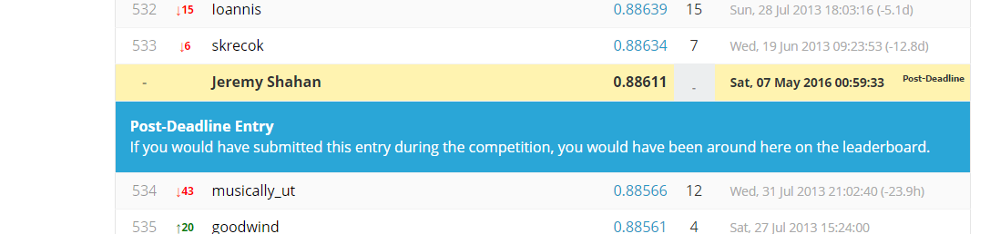 532 ↓15 Ioannis 0.88639 15 Sun, 28 Jul 2013 18:03:16 (-5.1d)
533 ↓6 skrecok 0.88634 7 Wed, 19 Jun 2013 09:23:53 (-12.8d)
- Jeremy Shahan 0.88611 - Sat, 07 May 2016 00:59:33 Post-Deadline
Post-Deadline Entry
If you would have submitted this entry during the competition, you would have been around here on the leaderboard.
534 ↓43 musically_ut 0.88566 12 Wed, 31 Jul 2013 21:02:40 (-23.9h)
535 ↑20 goodwind 0.88561 4 Sat, 27 Jul 2013 15:24:00